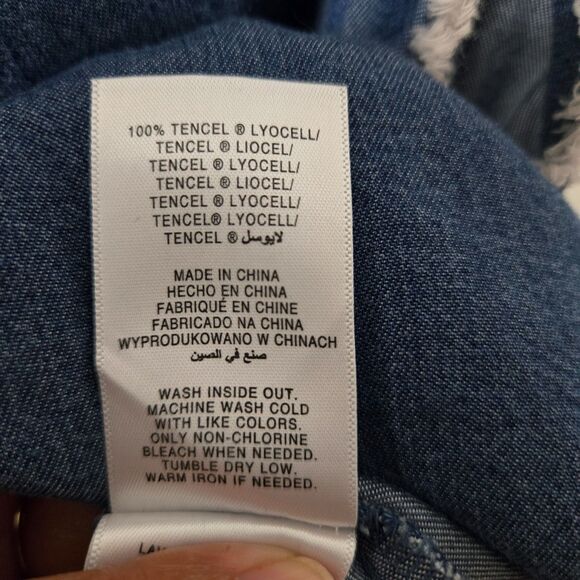 100% TENCEL ® LYOCELL/
TENCEL ® LIOCEL/
TENCEL ® LYOCELL/
TENCEL ® LIOCEL/
TENCEL ® LYOCELL/
TENCEL® LYOCELL/
TENCEL ® لايوسل
MADE IN CHINA
HECHO EN CHINA
FABRIQUÉ EN CHINE
FABRICADO NA CHINA
WYPRODUKOWANO W CHINACH
صنع في الصين
WASH INSIDE OUT.
MACHINE WASH COLD
WITH LIKE COLORS.
ONLY NON-CHLORINE
BLEACH WHEN NEEDED.
TUMBLE DRY LOW.
WARM IRON IF NEEDED.